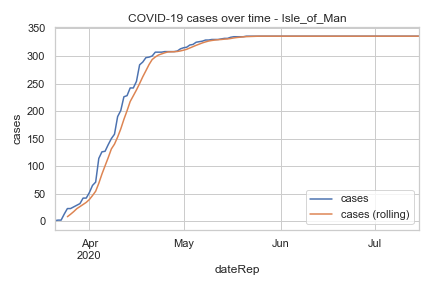 COVID-19 cases over time - Isle_of_Man
350
300
250
200
150
100
50
0
cases
Apr
2020
May
Jun
Jul
dateRep
cases
cases (rolling)